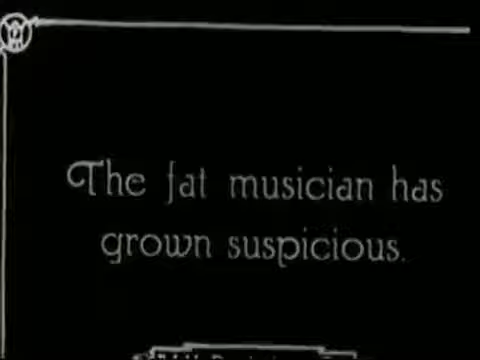 The fat musician has
grown suspicious.